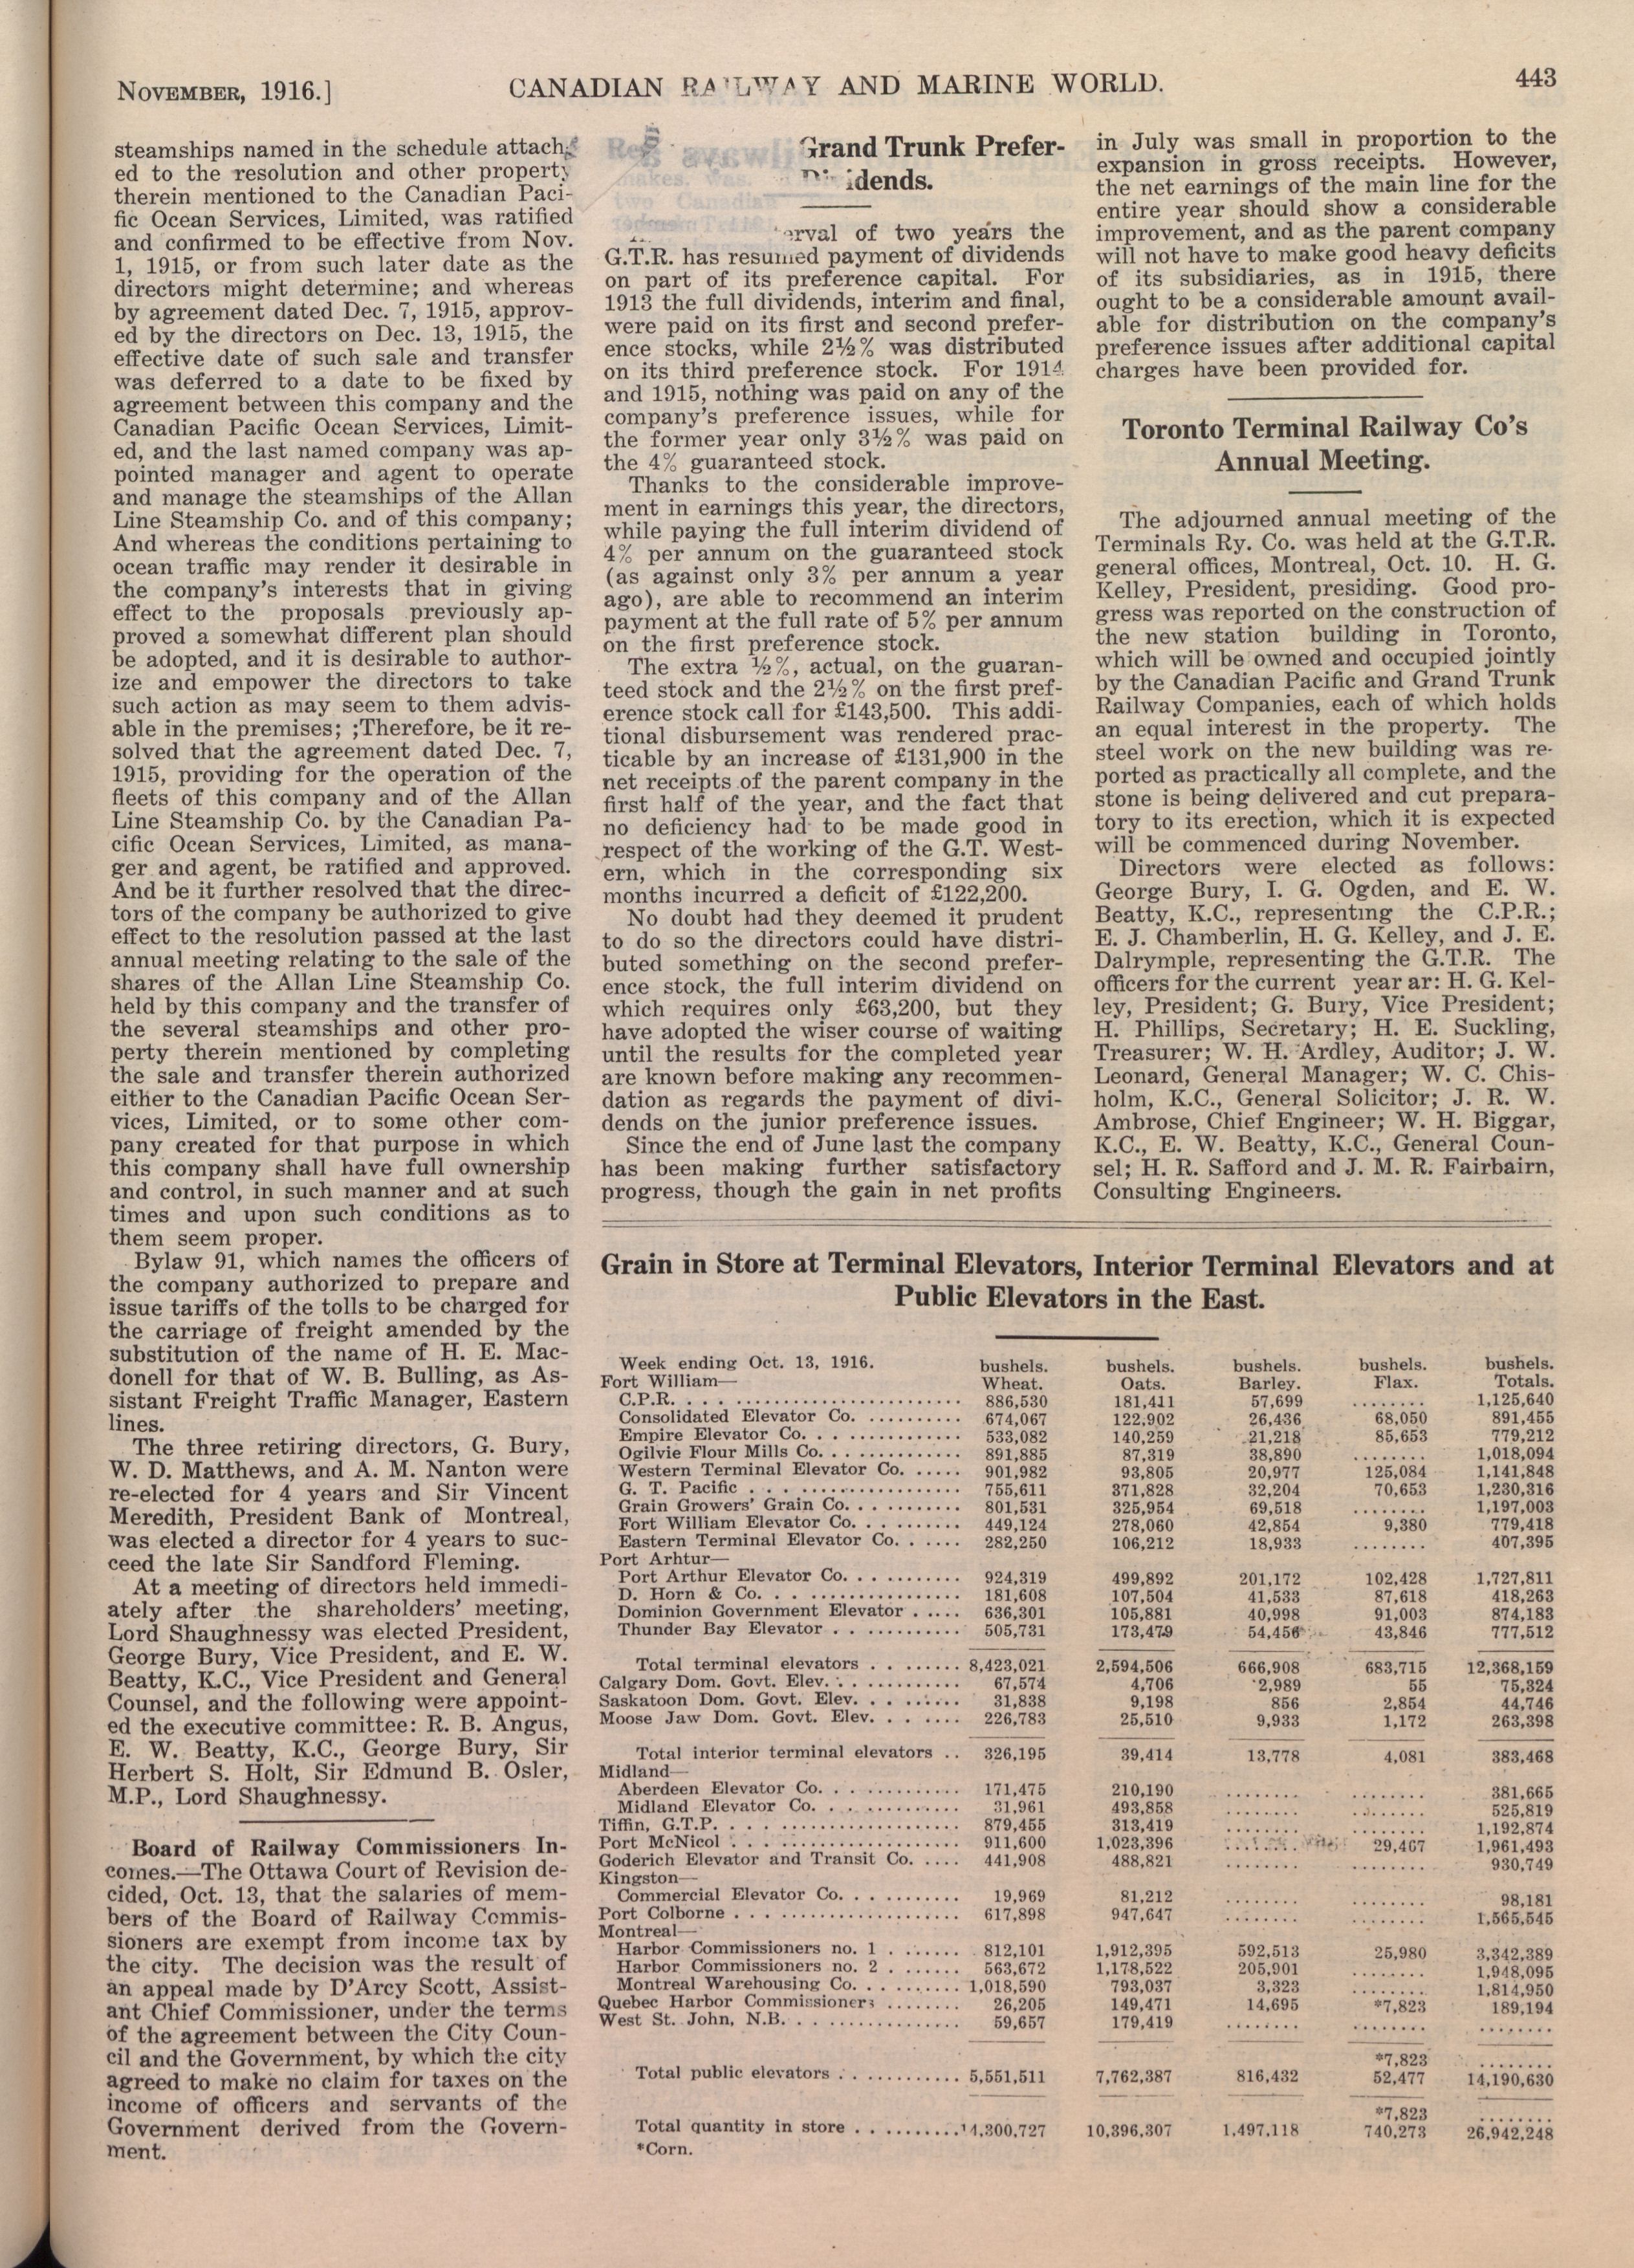 NOVEMBER, 1916.]
CANADIAN RAILWAY AND MARINE WORLD.
443
steamships named in the schedule attach-
ed to the resolution and other property
therein mentioned to the Canadian Paci-
fic Ocean Services, Limited, was ratified
and confirmed to be effective from Nov.
1, 1915, or from such later date as the
directors might determine; and whereas
by agreement dated Dec. 7, 1915, approv-
ed by the directors on Dec. 13, 1915, the
effective date of such sale and transfer
was deferred to a date to be fixed by
agreement between this company and the
Canadian Pacific Ocean Services, Limit-
ed, and the last named company was ap-
pointed manager and agent to operate
and manage the steamships of the Allan
Line Steamship Co. and of this company;
And whereas the conditions pertaining to
ocean traffic may render it desirable in
the company's interests that in giving
effect to the proposals previously ap-
proved a somewhat different plan should
be adopted, and it is desirable to author-
ize and empower the directors to take
such action as may seem to them advis-
able in the premises; ;Therefore, be it re-
solved that the agreement dated Dec. 7,
1915, providing for the operation of the
fleets of this company and of the Allan
Line Steamship Co. by the Canadian Pa-
cific Ocean Services, Limited, as mana-
ger and agent, be ratified and approved.
And be it further resolved that the direc-
tors of the company be authorized to give
effect to the resolution passed at the last
annual meeting relating to the sale of the
shares of the Allan Line Steamship Co.
held by this company and the transfer of
the several steamships and other pro-
perty therein mentioned by completing
the sale and transfer therein authorized
either to the Canadian Pacific Ocean Ser-
vices, Limited, or to some other com-
pany created for that purpose in which
this company shall have full ownership
and control, in such manner and at such
times and upon such conditions as to
them seem proper.
Bylaw 91, which names the officers of
the company authorized to prepare and
issue tariffs of the tolls to be charged for
the carriage of freight amended by the
substitution of the name of H. E. Mac-
donell for that of W. B. Bulling, as As-
sistant Freight Traffic Manager, Eastern
lines.
The three retiring directors, G. Bury,
W. D. Matthews, and A. M. Nanton were
re-elected for 4 years and Sir Vincent
Meredith, President Bank of Montreal,
was elected a director for 4 years to suc-
ceed the late Sir Sandford Fleming.
At a meeting of directors held immedi-
ately after the shareholders' meeting,
Lord Shaughnessy was elected President,
George Bury, Vice President, and E. W.
Beatty, K.C., Vice President and General
Counsel, and the following were appoint-
ed the executive committee: R. B. Angus,
E. W. Beatty, K.C., George Bury, Sir
Herbert S. Holt, Sir Edmund B. Osler,
M.P., Lord Shaughnessy.
Board of Railway Commissioners In-
comes.—The Ottawa Court of Revision de-
cided, Oct. 13, that the salaries of mem-
bers of the Board of Railway Commis-
sioners are exempt from income tax by
the city. The decision was the result of
an appeal made by D'Arcy Scott, Assist-
ant Chief Commissioner, under the terms
of the agreement between the City Coun-
cil and the Government, by which the city
agreed to make no claim for taxes on the
income of officers and servants of the
Government derived from the Govern-
ment.
Grand Trunk Prefer-
idends.
erval of two years the
G.T.R. has resumed payment of dividends
on part of its preference capital. For
1913 the full dividends, interim and final,
were paid on its first and second prefer-
ence stocks, while 2½% was distributed
on its third preference stock. For 1914
and 1915, nothing was paid on any of the
company's preference issues, while for
the former year only 3½% was paid on
the 4% guaranteed stock.
Thanks to the considerable improve-
ment in earnings this year, the directors,
while paying the full interim dividend of
4% per annum on the guaranteed stock
(as against only 3% per annum a year
ago), are able to recommend an interim
payment at the full rate of 5% per annum
on the first preference stock.
The extra ½%, actual, on the guaran-
teed stock and the 2½% on the first pref-
erence stock call for £143,500. This addi-
tional disbursement was rendered prac-
ticable by an increase of £131,900 in the
net receipts of the parent company in the
first half of the year, and the fact that
no deficiency had to be made good in
respect of the working of the G.T. West-
ern, which in the corresponding six
months incurred a deficit of £122,200.
No doubt had they deemed it prudent
to do so the directors could have distri-
buted something on the second prefer-
ence stock, the full interim dividend on
which requires only £63,200, but they
have adopted the wiser course of waiting
until the results for the completed year
are known before making any recommen-
dation as regards the payment of divi-
dends on the junior preference issues.
Since the end of June last the company
has been making further satisfactory
progress, though the gain in net profits
in July was small in proportion to the
expansion in gross receipts. However,
the net earnings of the main line for the
entire year should show a considerable
improvement, and as the parent company
will not have to make good heavy deficits
of its subsidiaries, as in 1915, there
ought to be a considerable amount avail-
able for distribution on the company's
preference issues after additional capital
charges have been provided for.
Toronto Terminal Railway Co's
Annual Meeting.
The adjourned annual meeting of the
Terminals Ry. Co. was held at the G.T.R.
general offices, Montreal, Oct. 10. H. G.
Kelley, President, presiding. Good pro-
gress was reported on the construction of
the new station building in Toronto,
which will be owned and occupied jointly
by the Canadian Pacific and Grand Trunk
Railway Companies, each of which holds
an equal interest in the property. The
steel work on the new building was re-
ported as practically all complete, and the
stone is being delivered and cut prepara-
tory to its erection, which it is expected
will be commenced during November.
Directors were elected as follows:
George Bury, I. G. Ogden, and E. W.
Beatty, K.C., representing the C.P.R.;
E. J. Chamberlin, H. G. Kelley, and J. E.
Dalrymple, representing the G.T.R. The
officers for the current year ar: H. G. Kel-
ley, President; G. Bury, Vice President;
H. Phillips, Secretary; H. E. Suckling,
Treasurer; W. H. Ardley, Auditor; J. W.
Leonard, General Manager; W. C. Chis-
holm, K.C., General Solicitor; J. R. W.
Ambrose, Chief Engineer; W. H. Biggar,
K.C., E. W. Beatty, K.C., General Coun-
sel; H. R. Safford and J. M. R. Fairbairn,
Consulting Engineers.
Grain in Store at Terminal Elevators, Interior Terminal Elevators and at
Public Elevators in the East.
Week ending Oct. 13, 1916. bushels. bushels. bushels. bushels. bushels.
Fort William— Wheat. Oats. Barley. Flax. Totals.
C.P.R. 886,530 181,411 57,699 ........ 1,125,640
Consolidated Elevator Co. 674,067 122,902 26,436 68,050 891,455
Empire Elevator Co. 533,082 140,259 21,218 85,653 779,212
Ogilvie Flour Mills Co. 891,885 87,319 38,890 ........ 1,018,094
Western Terminal Elevator Co. 901,982 93,805 20,977 125,084 1,141,848
G. T. Pacific 755,611 371,828 32,204 70,653 1,230,316
Grain Growers' Grain Co. 801,531 325,954 69,518 ........ 1,197,003
Fort William Elevator Co. 449,124 278,060 42,854 9,380 779,418
Eastern Terminal Elevator Co. 282,250 106,212 18,933 ........ 407,395
Port Arhtur—
Port Arthur Elevator Co. 924,319 499,892 201,172 102,428 1,727,811
D. Horn & Co. 181,608 107,504 41,533 87,618 418,263
Dominion Government Elevator 636,301 105,881 40,998 91,003 874,183
Thunder Bay Elevator 505,731 173,479 54,456 43,846 777,512
Total terminal elevators 8,423,021 2,594,506 666,908 683,715 12,368,159
Calgary Dom. Govt. Elev. 67,574 4,706 2,989 55 75,324
Saskatoon Dom. Govt. Elev. 31,838 9,198 856 2,854 44,746
Moose Jaw Dom. Govt. Elev. 226,783 25,510 9,933 1,172 263,398
Total interior terminal elevators 326,195 39,414 13,778 4,081 383,468
Midland—
Aberdeen Elevator Co. 171,475 210,190 ........ ........ 381,665
Midland Elevator Co. 31,961 493,858 ........ ........ 525,819
Tiffin, G.T.P. 879,455 313,419 ........ ........ 1,192,874
Port McNicol 911,600 1,023,396 ........ 29,467 1,961,493
Goderich Elevator and Transit Co. 441,908 488,821 ........ ........ 930,749
Kingston—
Commercial Elevator Co. 19,969 81,212 ........ ........ 98,181
Port Colborne 617,898 947,647 ........ ........ 1,565,545
Montreal—
Harbor Commissioners no. 1 812,101 1,912,395 592,513 25,980 3,342,389
Harbor Commissioners no. 2 563,672 1,178,522 205,901 ........ 1,948,095
Montreal Warehousing Co. 1,018,590 793,037 3,323 ........ 1,814,950
Quebec Harbor Commissioners 26,205 149,471 14,695 *7,823 189,194
West St. John, N.B. 59,657 179,419 ........ ........ ........
*7,823 ........
Total public elevators 5,551,511 7,762,387 816,432 52,477 14,190,630
*7,823 ........
Total quantity in store 14,300,727 10,396,307 1,497,118 740,273 26,942,248
*Corn.